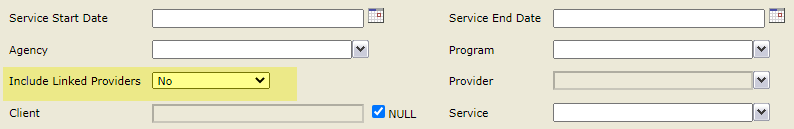 Service Start Date Service End Date
Agency Program
Include Linked Providers No Provider
Client NULL Service